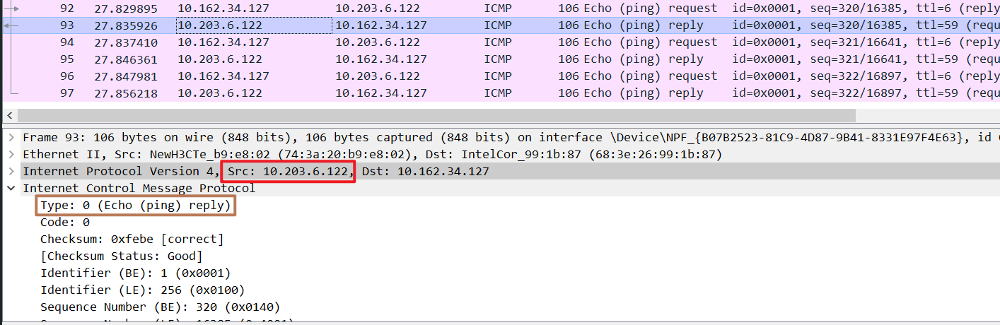 92 27.829895 10.162.34.127 10.203.6.122 ICMP 106 Echo (ping) request id=0x0001, seq=320/16385, ttl=6 (reply
93 27.835926 10.203.6.122 10.162.34.127 ICMP 106 Echo (ping) reply id=0x0001, seq=320/16385, ttl=59 (requ
94 27.837410 10.162.34.127 10.203.6.122 ICMP 106 Echo (ping) request id=0x0001, seq=321/16641, ttl=6 (reply
95 27.846361 10.203.6.122 10.162.34.127 ICMP 106 Echo (ping) reply id=0x0001, seq=321/16641, ttl=59 (requ
96 27.847981 10.162.34.127 10.203.6.122 ICMP 106 Echo (ping) request id=0x0001, seq=322/16897, ttl=6 (reply
97 27.856218 10.203.6.122 10.162.34.127 ICMP 106 Echo (ping) reply id=0x0001, seq=322/16897, ttl=59 (requ
Frame 93: 106 bytes on wire (848 bits), 106 bytes captured (848 bits) on interface \Device\NPF_{B07B2523-81C9-4D87-9B41-8331E97F4E63}, id
Ethernet II, Src: NewH3CTe_b9:e8:02 (74:3a:20:b9:e8:02), Dst: IntelCor_99:1b:87 (68:3e:26:99:1b:87)
Internet Protocol Version 4, Src: 10.203.6.122, Dst: 10.162.34.127
Internet Control Message Protocol
Type: 0 (Echo (ping) reply)
Code: 0
Checksum: 0xfebe [correct]
[Checksum Status: Good]
Identifier (BE): 1 (0x0001)
Identifier (LE): 256 (0x0100)
Sequence Number (BE): 320 (0x0140)